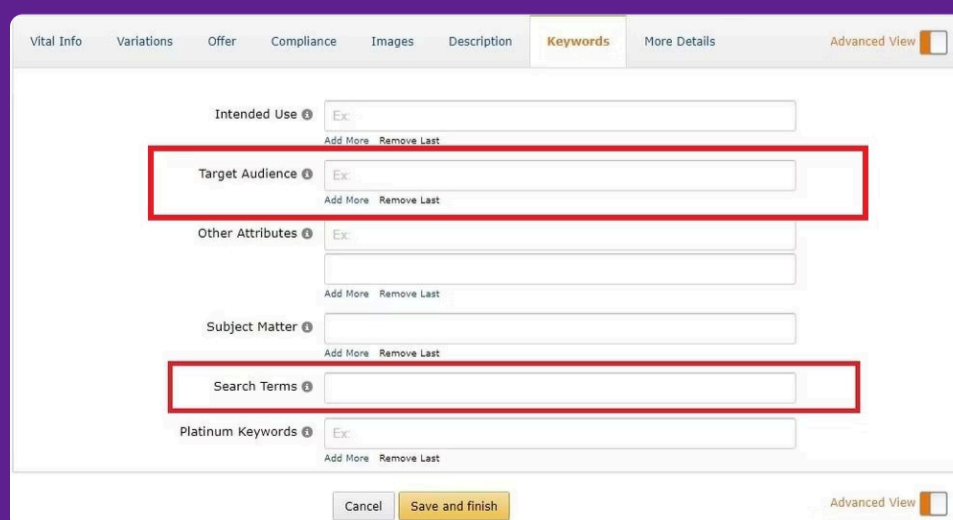 Vital Info Variations Offer Compliance Images Description Keywords More Details Advanced View
Intended Use Ex:
Add More Remove Last
Target Audience Ex:
Add More Remove Last
Other Attributes Ex:
Add More Remove Last
Subject Matter
Add More Remove Last
Search Terms
Platinum Keywords Ex:
Add More Remove Last
Cancel Save and finish Advanced View